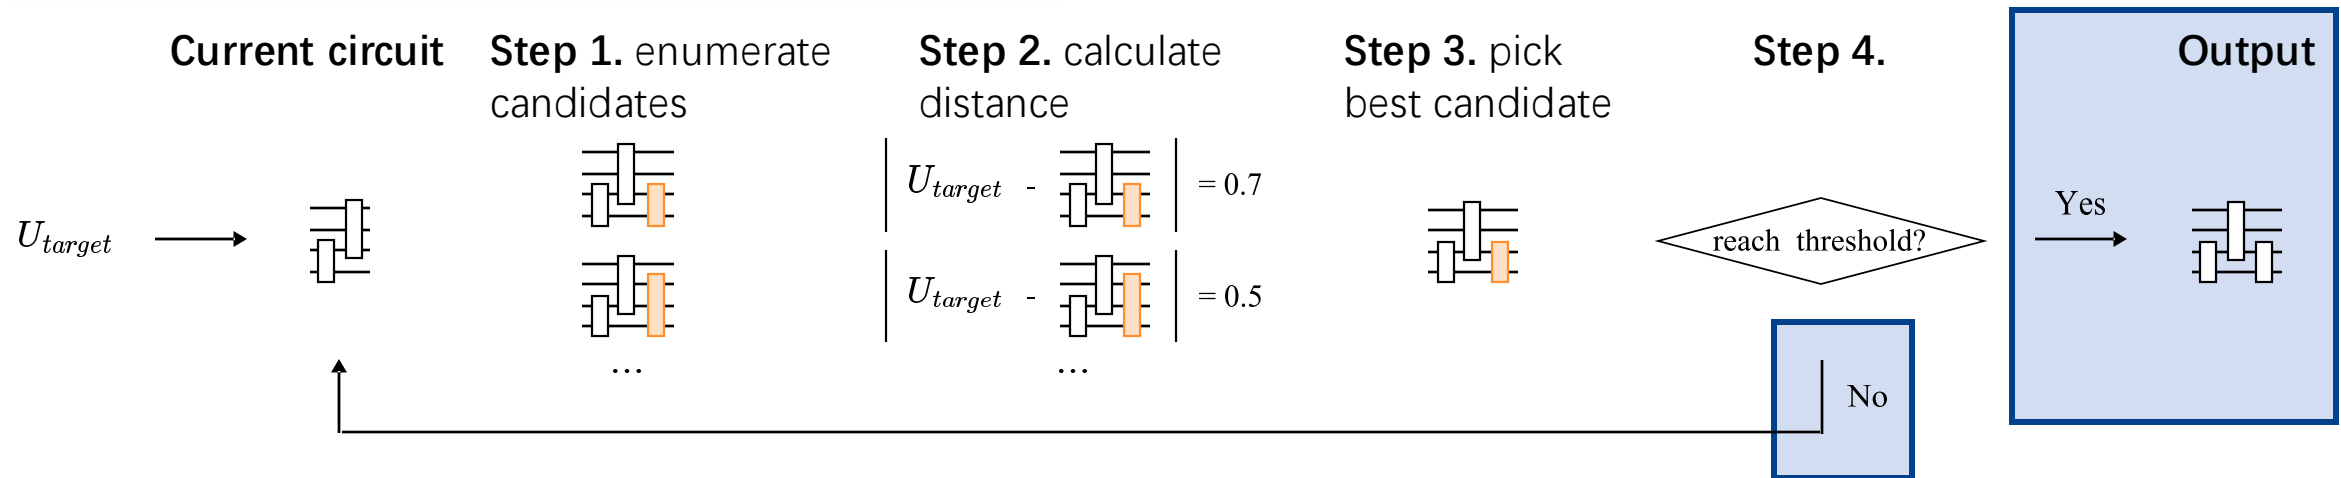 Current circuit
Step 1. enumerate
candidates
Step 2. calculate
distance
Step 3. pick
best candidate
Step 4.
Output
U_target
U_target - = 0.7
U_target - = 0.5
...
...
reach threshold?
Yes
No